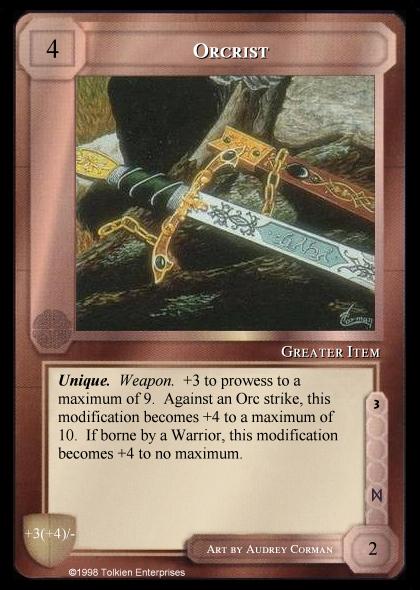 4
Orcrist
Corman
Greater Item
Unique. Weapon. +3 to prowess to a
maximum of 9. Against an Orc strike, this
modification becomes +4 to a maximum of
10. If borne by a Warrior, this modification
becomes +4 to no maximum.
3
+3(+4)/-
Art by Audrey Corman
2
©1998 Tolkien Enterprises